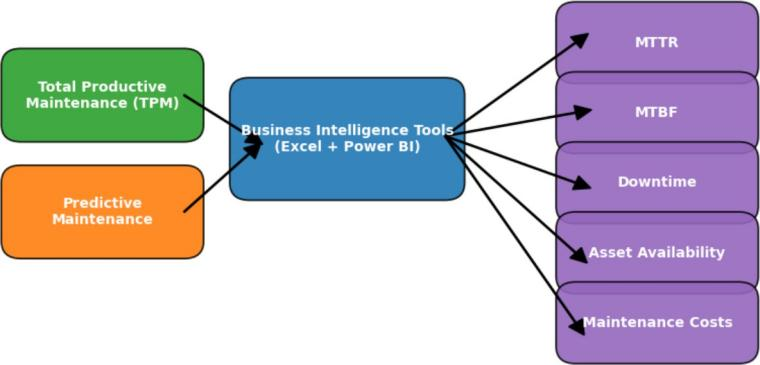 Total Productive
Maintenance (TPM)
Predictive
Maintenance
Business Intelligence Tools
(Excel + Power BI)
MTTR
MTBF
Downtime
Asset Availability
Maintenance Costs